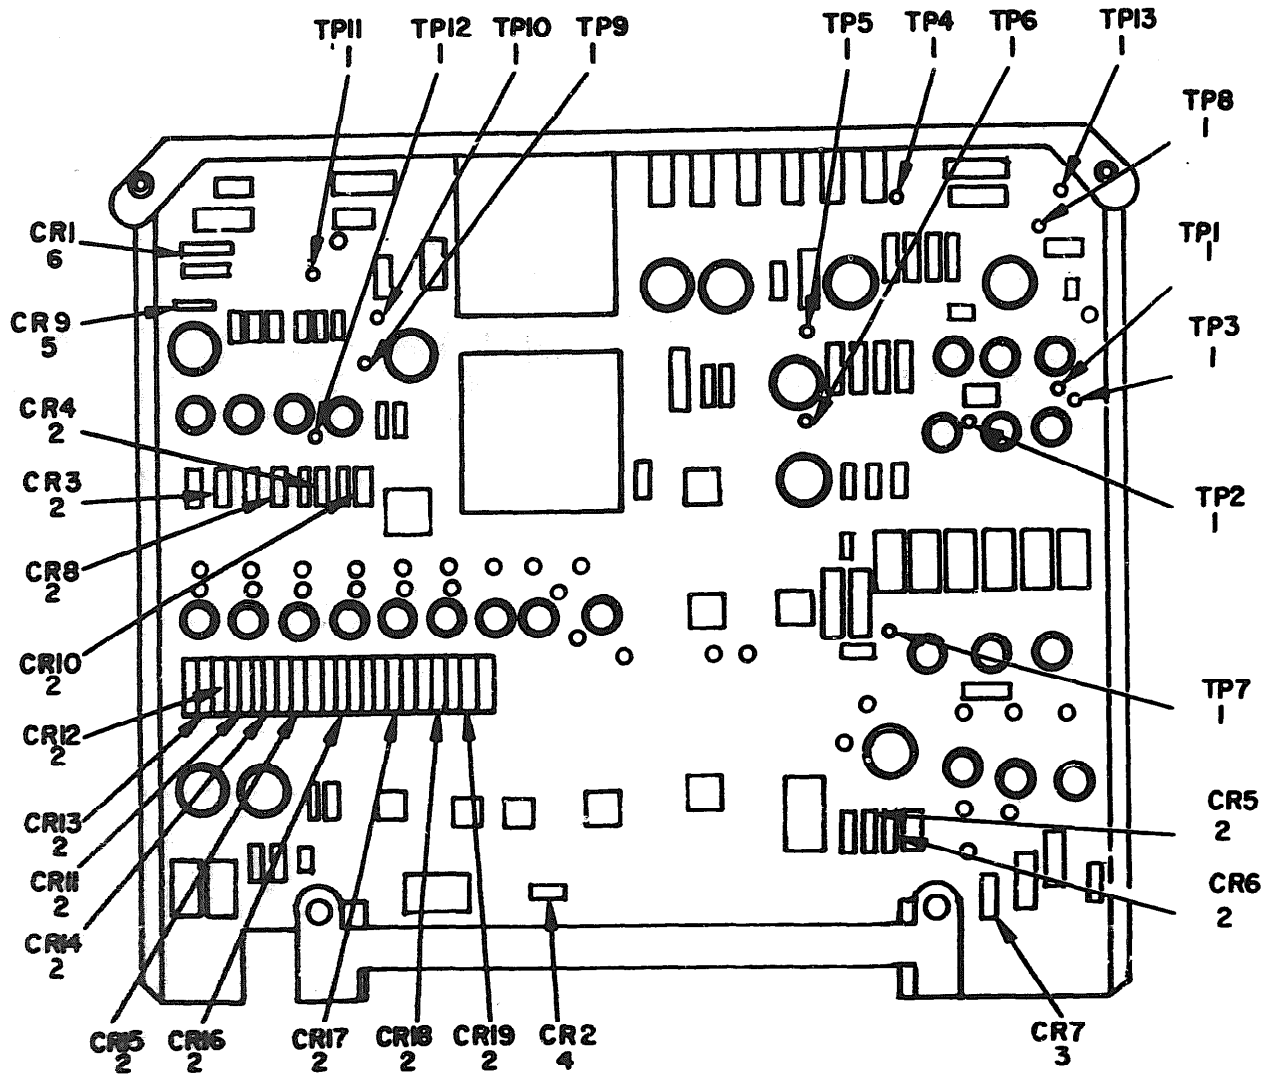 TP11 TP12 TP10 TP9 TP5 TP4 TP6 TP13
1 1 1 1 1 1 1 1
TP8
1
CR1
6
TP1
1
CR9
5
TP3
1
CR4
2
CR3
2
TP2
1
CR8
2
CR10
2
TP7
1
CR12
2
CR13
2
CR5
2
CR11
2
CR6
2
CR14
2
CR15 CR16 CR17 CR18 CR19 CR2 CR7
2 2 2 2 2 4 3